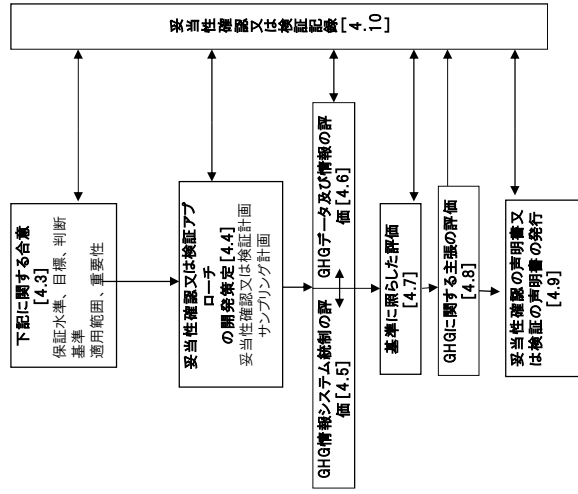 下記に関する合意
[4.3]
保証水準、目標、判断
基準
適用範囲、重要性
妥当性確認又は検証アプ
ローチ
の開発策定[4.4]
妥当性確認又は検証計画
サンプリング計画
GHG情報システム統制の評
価[4.5]
GHGデータ及び情報の評
価[4.6]
基準に照らした評価
[4.7]
GHGに関する主張の評価
[4.8]
妥当性確認の声明書又
は検証の声明書の発行
[4.9]
妥当性確認又は検証記録[4.10]